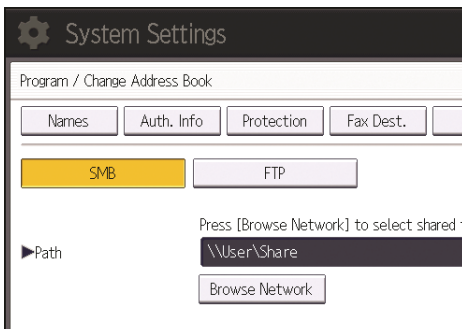 System Settings
Program / Change Address Book
Names Auth. Info Protection Fax Dest.
SMB FTP
Press [Browse Network] to select shared
▶Path \\User\Share
Browse Network